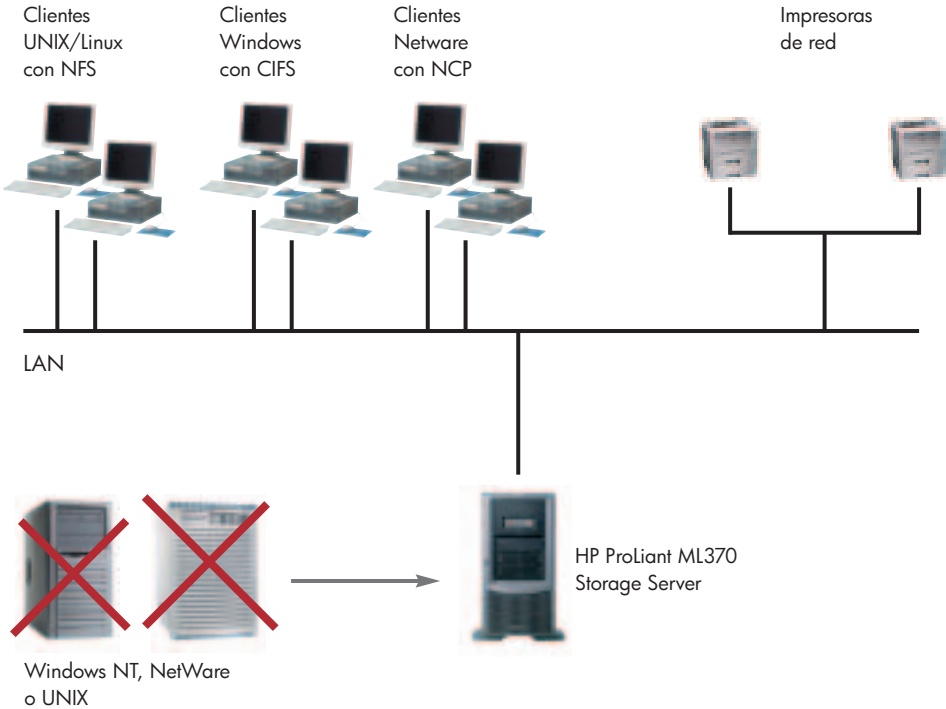 Clientes
UNIX/Linux
con NFS
Clientes
Windows
con CIFS
Clientes
Netware
con NCP
Impresoras
de red
LAN
HP ProLiant ML370
Storage Server
Windows NT, NetWare
o UNIX